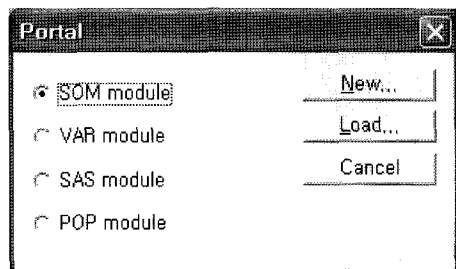 Portal
SOM module
VAR module
SAS module
POP module
New...
Load...
Cancel